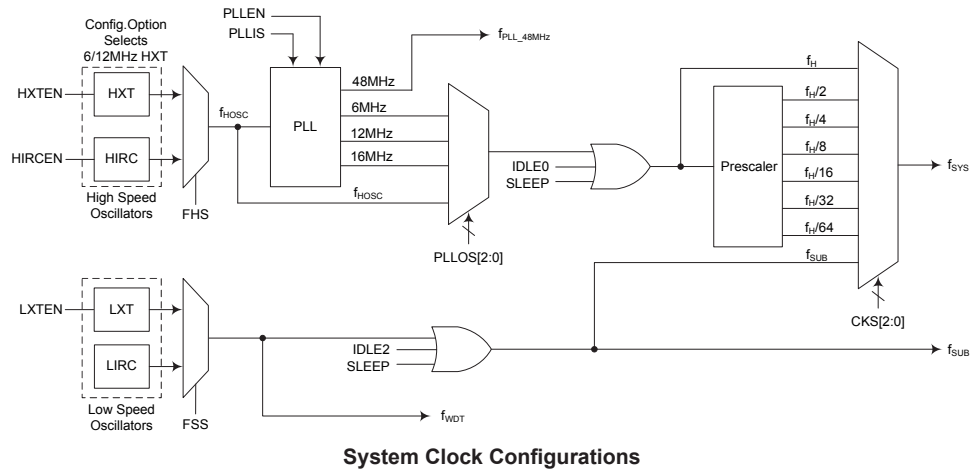 PLLEN
PLLIS
Config.Option
Selects
6/12MHz HXT
HXTEN
HXT
HIRCEN
HIRC
High Speed
Oscillators
FHS
fHOSC
PLL
48MHz
6MHz
12MHz
16MHz
fHOSC
fPLL_48MHz
PLLOS[2:0]
IDLE0
SLEEP
Prescaler
fH
fH/2
fH/4
fH/8
fH/16
fH/32
fH/64
fSUB
CKS[2:0]
fSYS
LXTEN
LXT
LIRC
Low Speed
Oscillators
FSS
IDLE2
SLEEP
fWDT
fSUB
System Clock Configurations